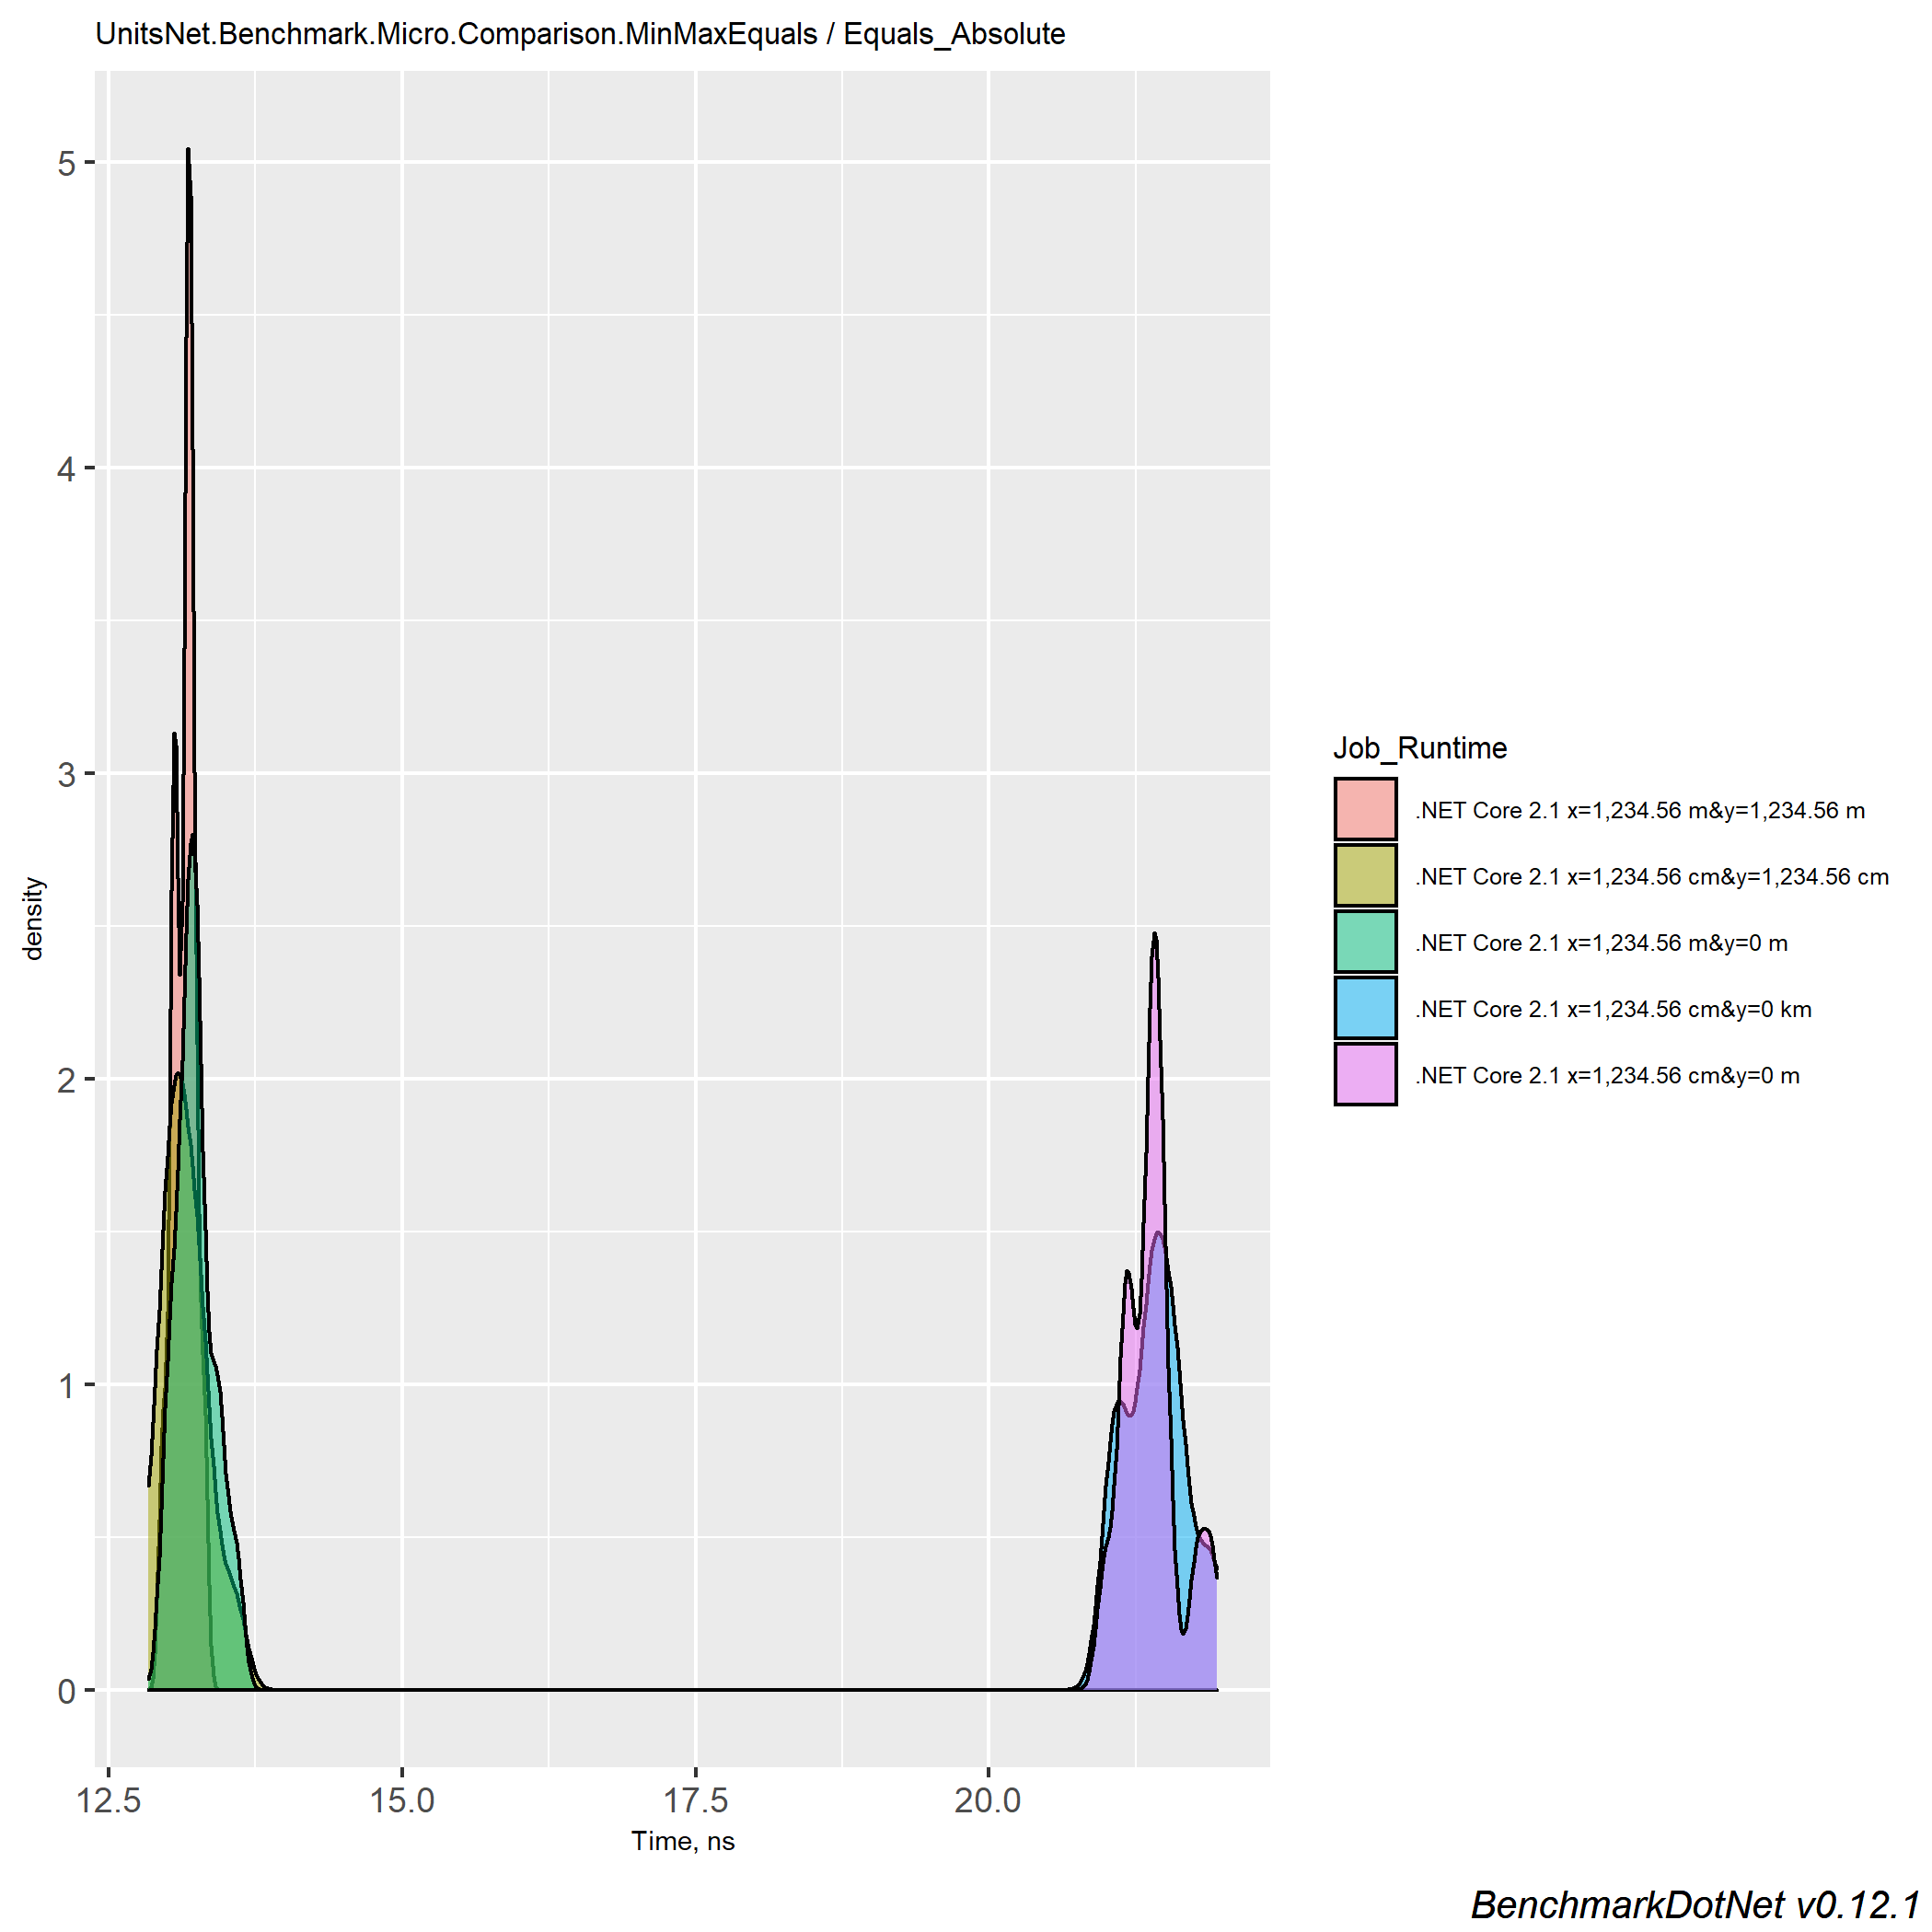 UnitsNet.Benchmark.Micro.Comparison.MinMaxEquals / Equals_Absolute
5
4
3
2
1
0
density
12.5 15.0 17.5 20.0
Time, ns
Job_Runtime
.NET Core 2.1 x=1,234.56 m&y=1,234.56 m
.NET Core 2.1 x=1,234.56 cm&y=1,234.56 cm
.NET Core 2.1 x=1,234.56 m&y=0 m
.NET Core 2.1 x=1,234.56 cm&y=0 km
.NET Core 2.1 x=1,234.56 cm&y=0 m
BenchmarkDotNet v0.12.1